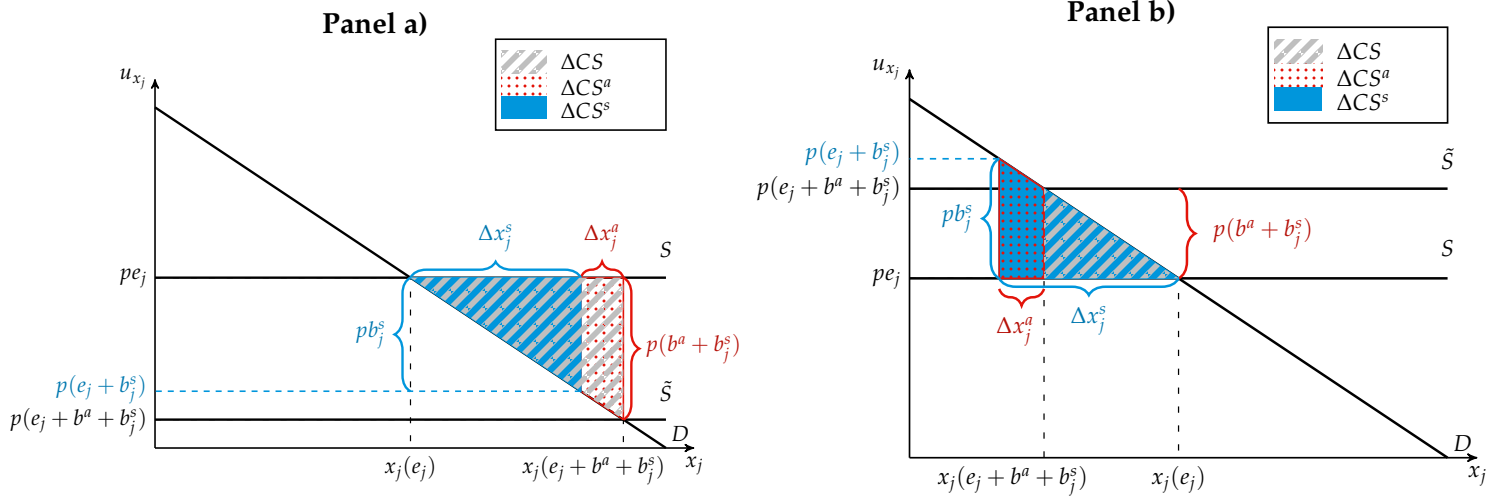 Panel a)
ΔCS
ΔCS^a
ΔCS^s
u_{x_j}
Δx_j^s
Δx_j^a
S
pe_j
pb_j^s
p(b^a + b_j^s)
p(e_j + b_j^s)
S̃
p(e_j + b^a + b_j^s)
D
x_j(e_j)
x_j(e_j + b^a + b_j^s)
x_j
Panel b)
ΔCS
ΔCS^a
ΔCS^s
u_{x_j}
p(e_j + b_j^s)
S̃
p(e_j + b^a + b_j^s)
pb_j^s
p(b^a + b_j^s)
S
pe_j
Δx_j^a
Δx_j^s
D
x_j(e_j + b^a + b_j^s)
x_j(e_j)
x_j